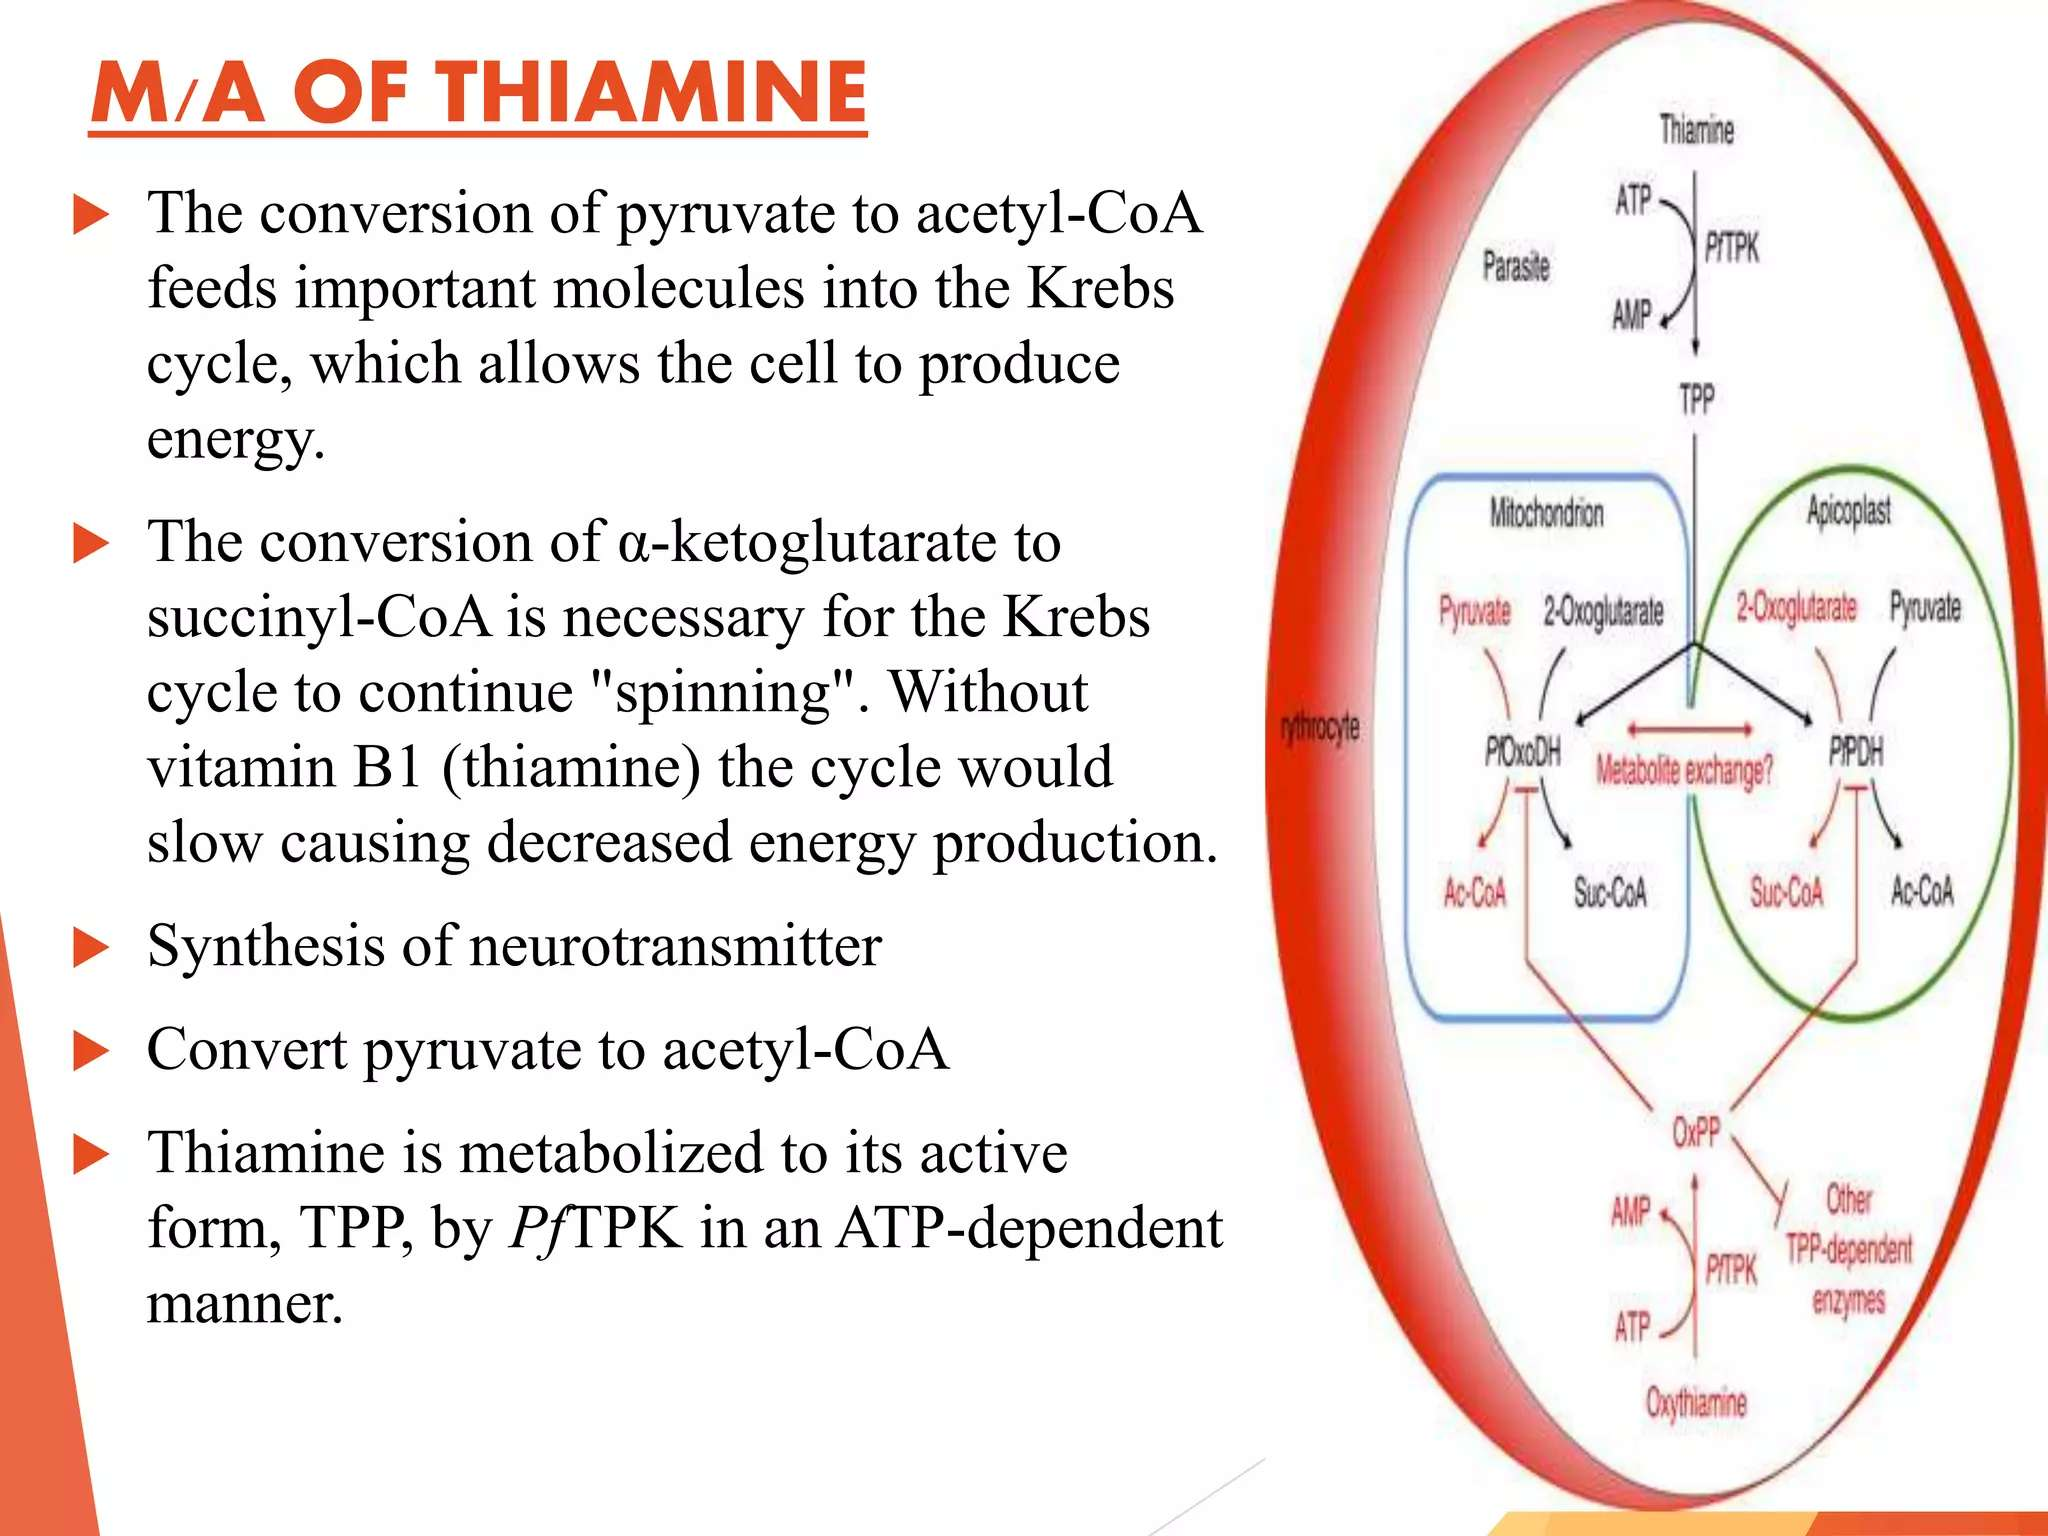 M/A OF THIAMINE
The conversion of pyruvate to acetyl-CoA
feeds important molecules into the Krebs
cycle, which allows the cell to produce
energy.
The conversion of α-ketoglutarate to
succinyl-CoA is necessary for the Krebs
cycle to continue "spinning". Without
vitamin B1 (thiamine) the cycle would
slow causing decreased energy production.
Synthesis of neurotransmitter
Convert pyruvate to acetyl-CoA
Thiamine is metabolized to its active
form, TPP, by PfTPK in an ATP-dependent
manner.
Thiamine
ATP
PfTPK
Parasite
AMP
TPP
Mitochondrion
Apicoplast
Pyruvate
2-Oxoglutarate
2-Oxoglutarate
Pyruvate
rythrocyte
PfOxoDH
Metabolite exchange?
PfPDH
Ac-CoA
Suc-CoA
Suc-CoA
Ac-CoA
OxPP
AMP
PfTPK
ATP
Other
TPP-dependent
enzymes
Oxythiamine